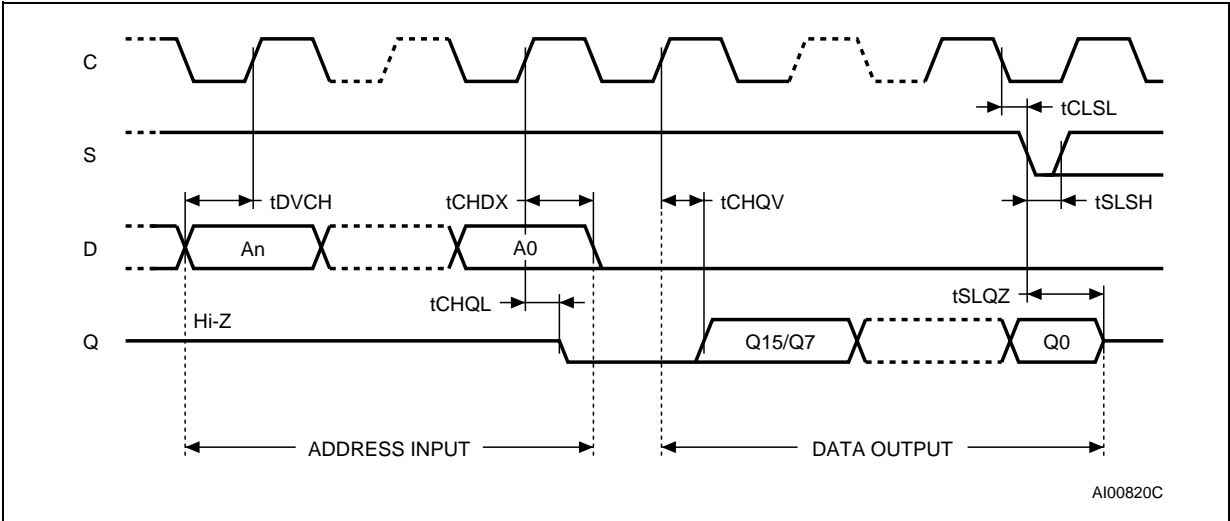 C
tCLSL
S
tDVCH
tCHDX
tCHQV
tSLSH
D
An
A0
tCHQL
tSLQZ
Hi-Z
Q
Q15/Q7
Q0
ADDRESS INPUT
DATA OUTPUT
AI00820C